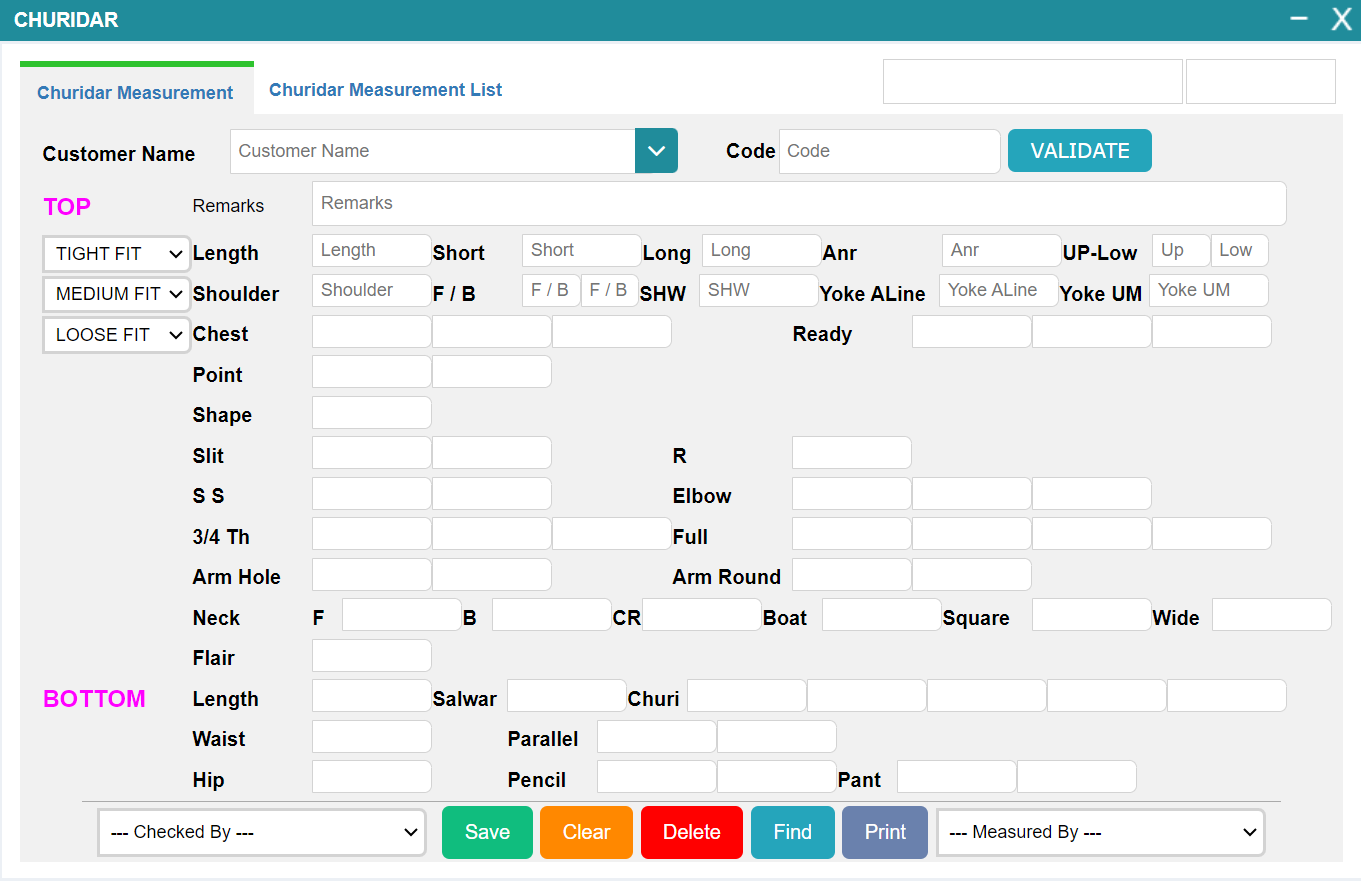 CHURIDAR
Churidar Measurement Churidar Measurement List
Customer Name Customer Name Code Code VALIDATE
TOP Remarks Remarks
TIGHT FIT Length Length Short Short Long Long Anr Anr UP-Low Up Low
MEDIUM FIT Shoulder Shoulder F / B F / B F / B SHW SHW Yoke ALine Yoke ALine Yoke UM Yoke UM
LOOSE FIT Chest Ready
Point
Shape
Slit R
S S Elbow
3/4 Th Full
Arm Hole Arm Round
Neck F B CR Boat Square Wide
Flair
BOTTOM Length Salwar Churi
Waist Parallel
Hip Pencil Pant
--- Checked By --- Save Clear Delete Find Print --- Measured By ---